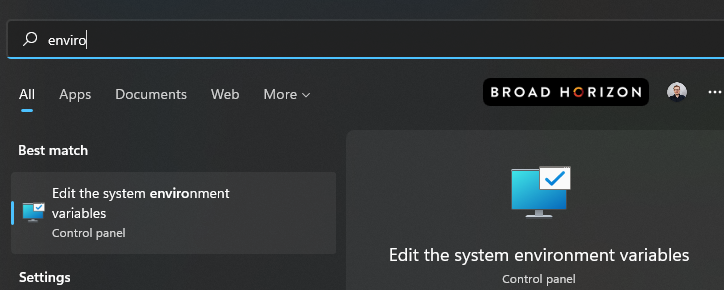 enviro
All Apps Documents Web More
BROAD HORIZON
Best match
Edit the system environment
variables
Control panel
Settings
Edit the system environment variables
Control panel